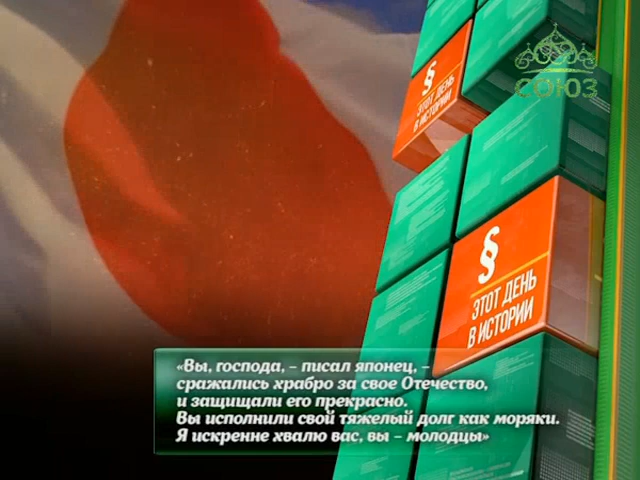 СОЮЗ
§
ЭТОТ ДЕНЬ
В ИСТОРИИ
§
ЭТОТ ДЕНЬ
В ИСТОРИИ
«Вы, господа, – писал японец, –
сражались храбро за свое Отечество,
и защищали его прекрасно.
Вы исполнили свой тяжелый долг как моряки.
Я искренне хвалю вас, вы – молодцы»